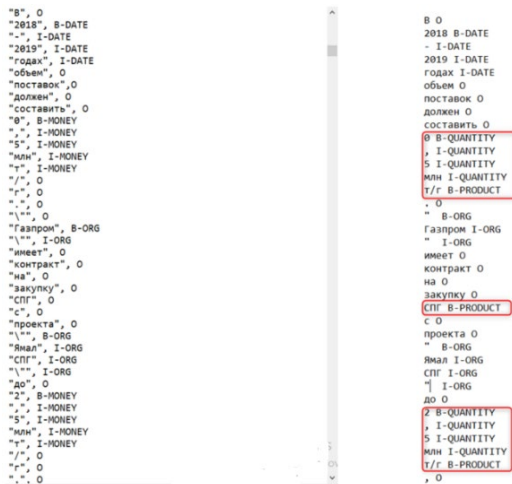 "В", O
"2018", B-DATE
"-", I-DATE
"2019", I-DATE
"годах", I-DATE
"объем", O
"поставок",O
"должен", O
"составить", O
"0", B-MONEY
",", I-MONEY
"5", I-MONEY
"млн", I-MONEY
"т", I-MONEY
"/", O
"г", O
".", O
"\"", O
"Газпром", B-ORG
"\"", I-ORG
"имеет", O
"контракт", O
"на", O
"закупку", O
"СПГ", O
"с", O
"проекта", O
"\"", B-ORG
"Ямал", I-ORG
"СПГ", I-ORG
"\"", I-ORG
"до", O
"2", B-MONEY
",", I-MONEY
"5", I-MONEY
"млн", I-MONEY
"т", I-MONEY
"/", O
"г", O
".", O
В O
2018 B-DATE
- I-DATE
2019 I-DATE
годах I-DATE
объем O
поставок O
должен O
составить O
0 B-QUANTITY
, I-QUANTITY
5 I-QUANTITY
млн I-QUANTITY
т/г B-PRODUCT
. O
" B-ORG
Газпром I-ORG
" I-ORG
имеет O
контракт O
на O
закупку O
СПГ B-PRODUCT
с O
проекта O
" B-ORG
Ямал I-ORG
СПГ I-ORG
" I-ORG
до O
2 B-QUANTITY
, I-QUANTITY
5 I-QUANTITY
млн I-QUANTITY
т/г B-PRODUCT
, O